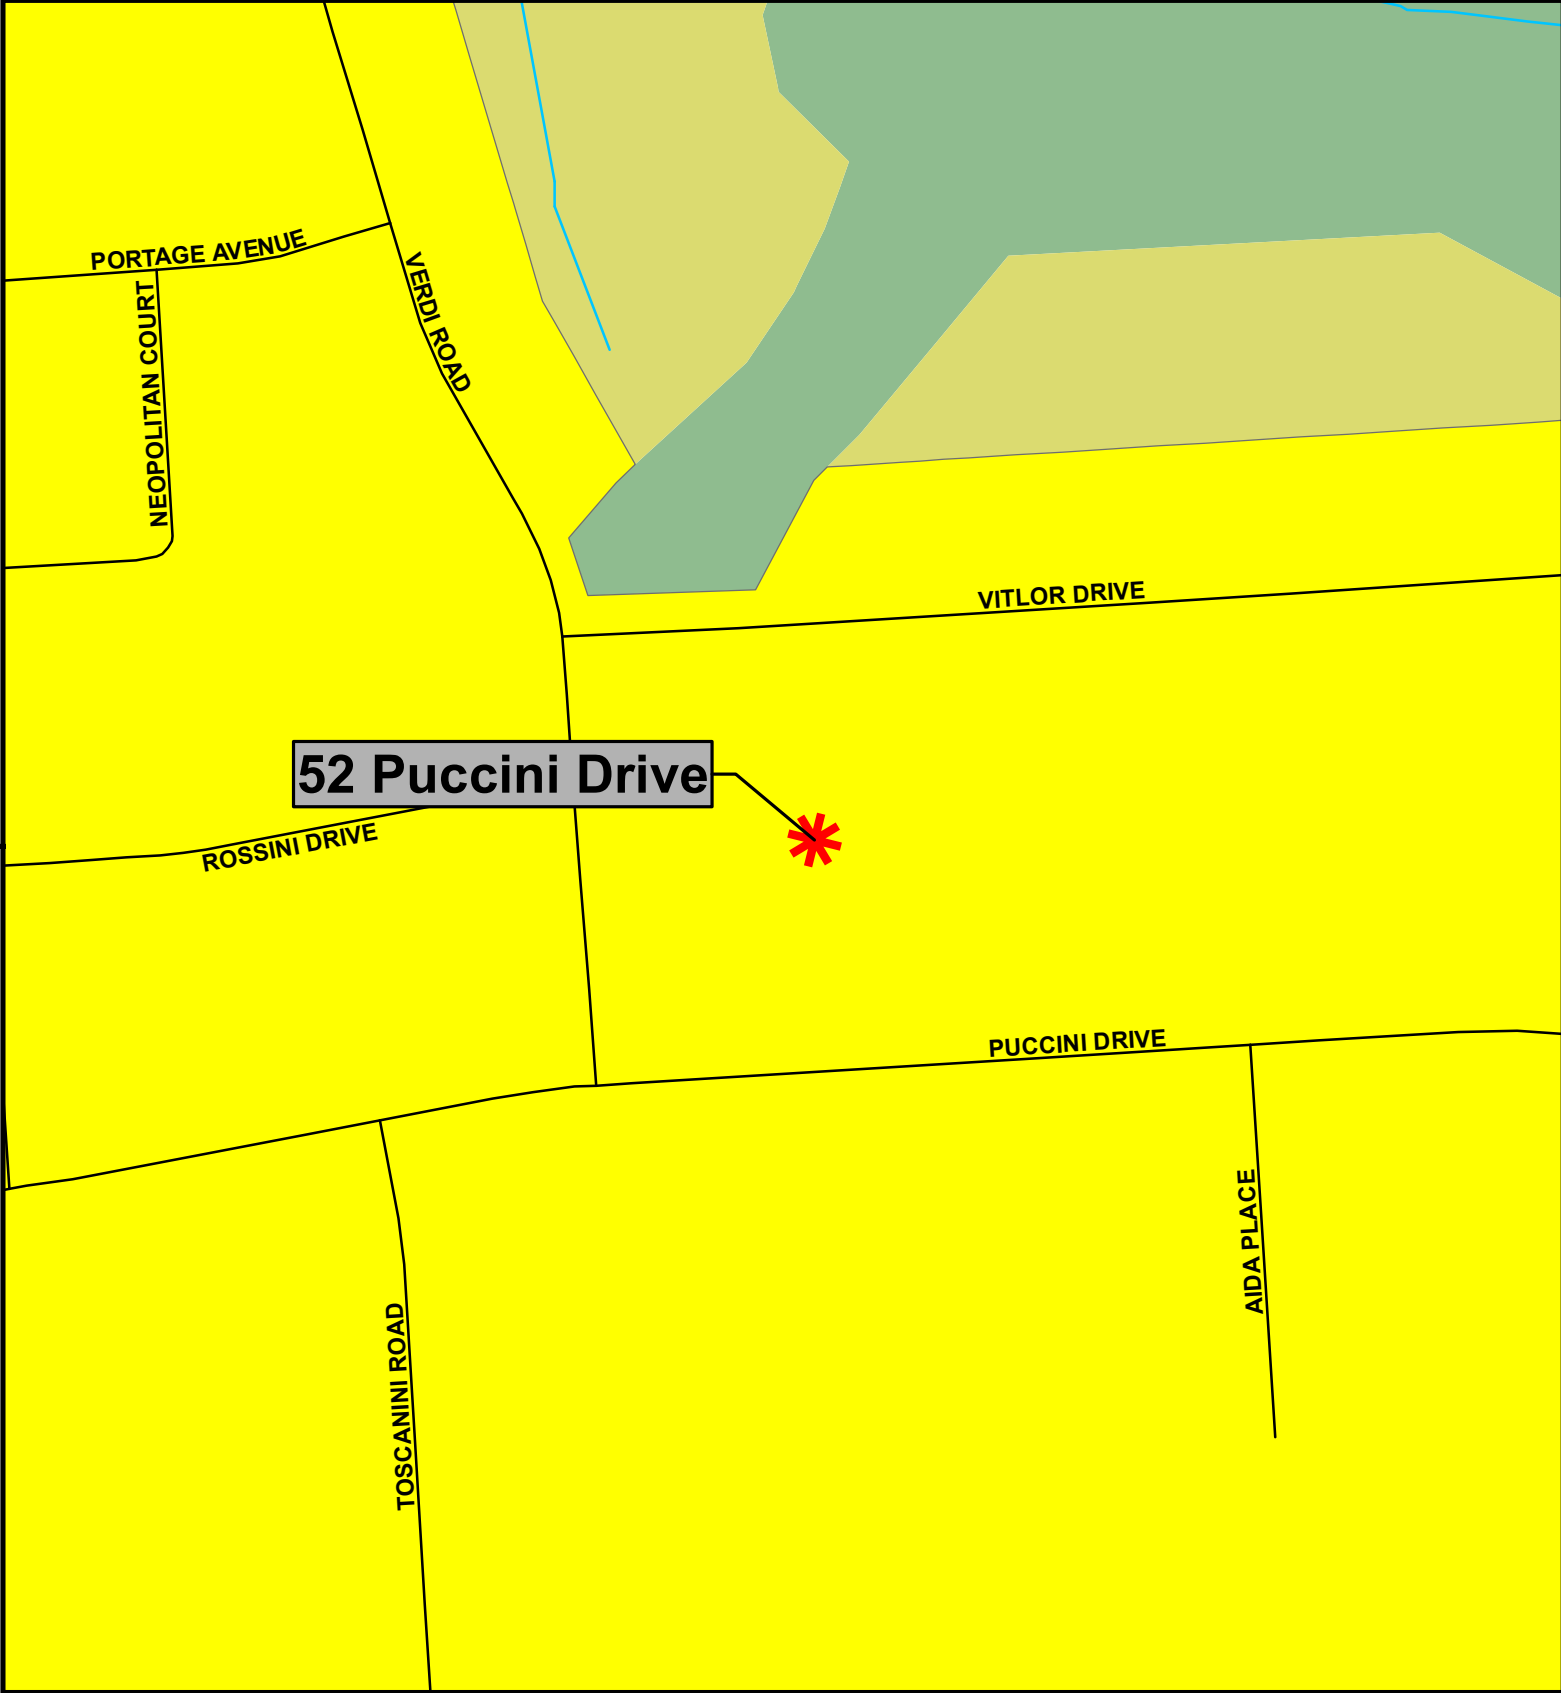 PORTAGE AVENUE
VERDI ROAD
NEOPOLITAN COURT
VITLOR DRIVE
52 Puccini Drive
ROSSINI DRIVE
PUCCINI DRIVE
AIDA PLACE
TOSCANINI ROAD